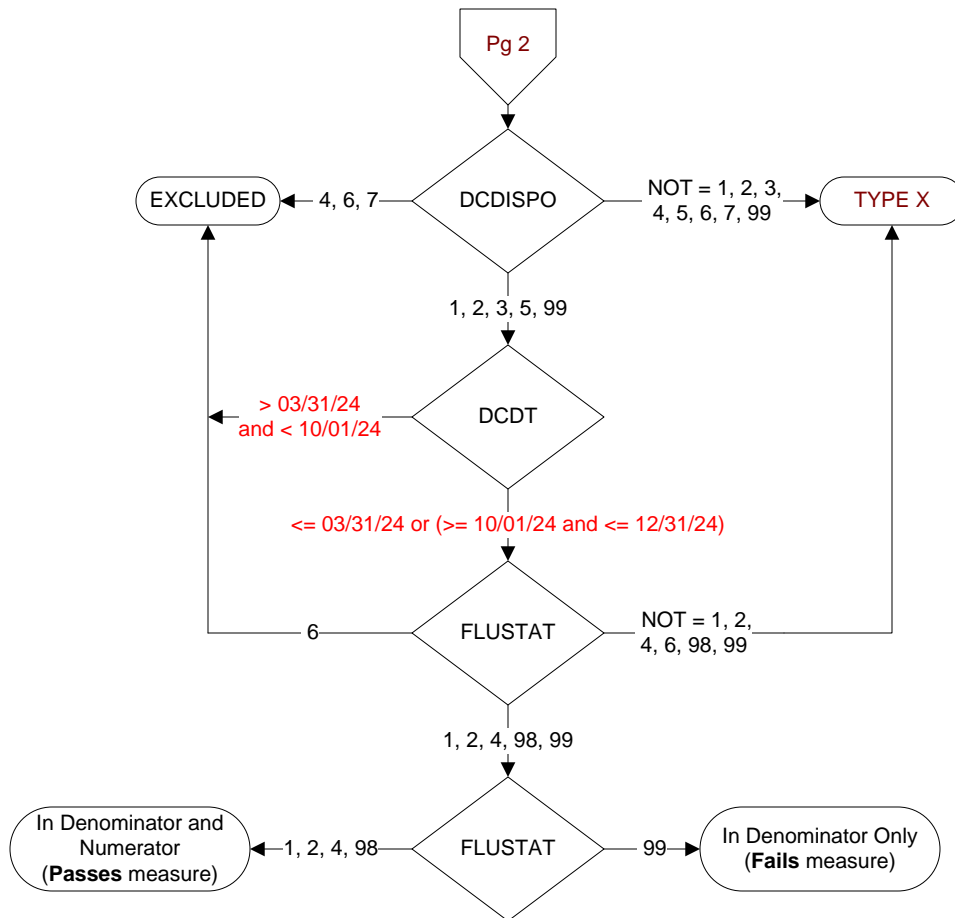 Pg 2
EXCLUDED
4, 6, 7
DCDISPO
NOT = 1, 2, 3,
4, 5, 6, 7, 99
TYPE X
1, 2, 3, 5, 99
> 03/31/24
and < 10/01/24
DCDT
<= 03/31/24 or (>= 10/01/24 and <= 12/31/24)
6
FLUSTAT
NOT = 1, 2,
4, 6, 98, 99
1, 2, 4, 98, 99
In Denominator and
Numerator
(Passes measure)
1, 2, 4, 98
FLUSTAT
99
In Denominator Only
(Fails measure)